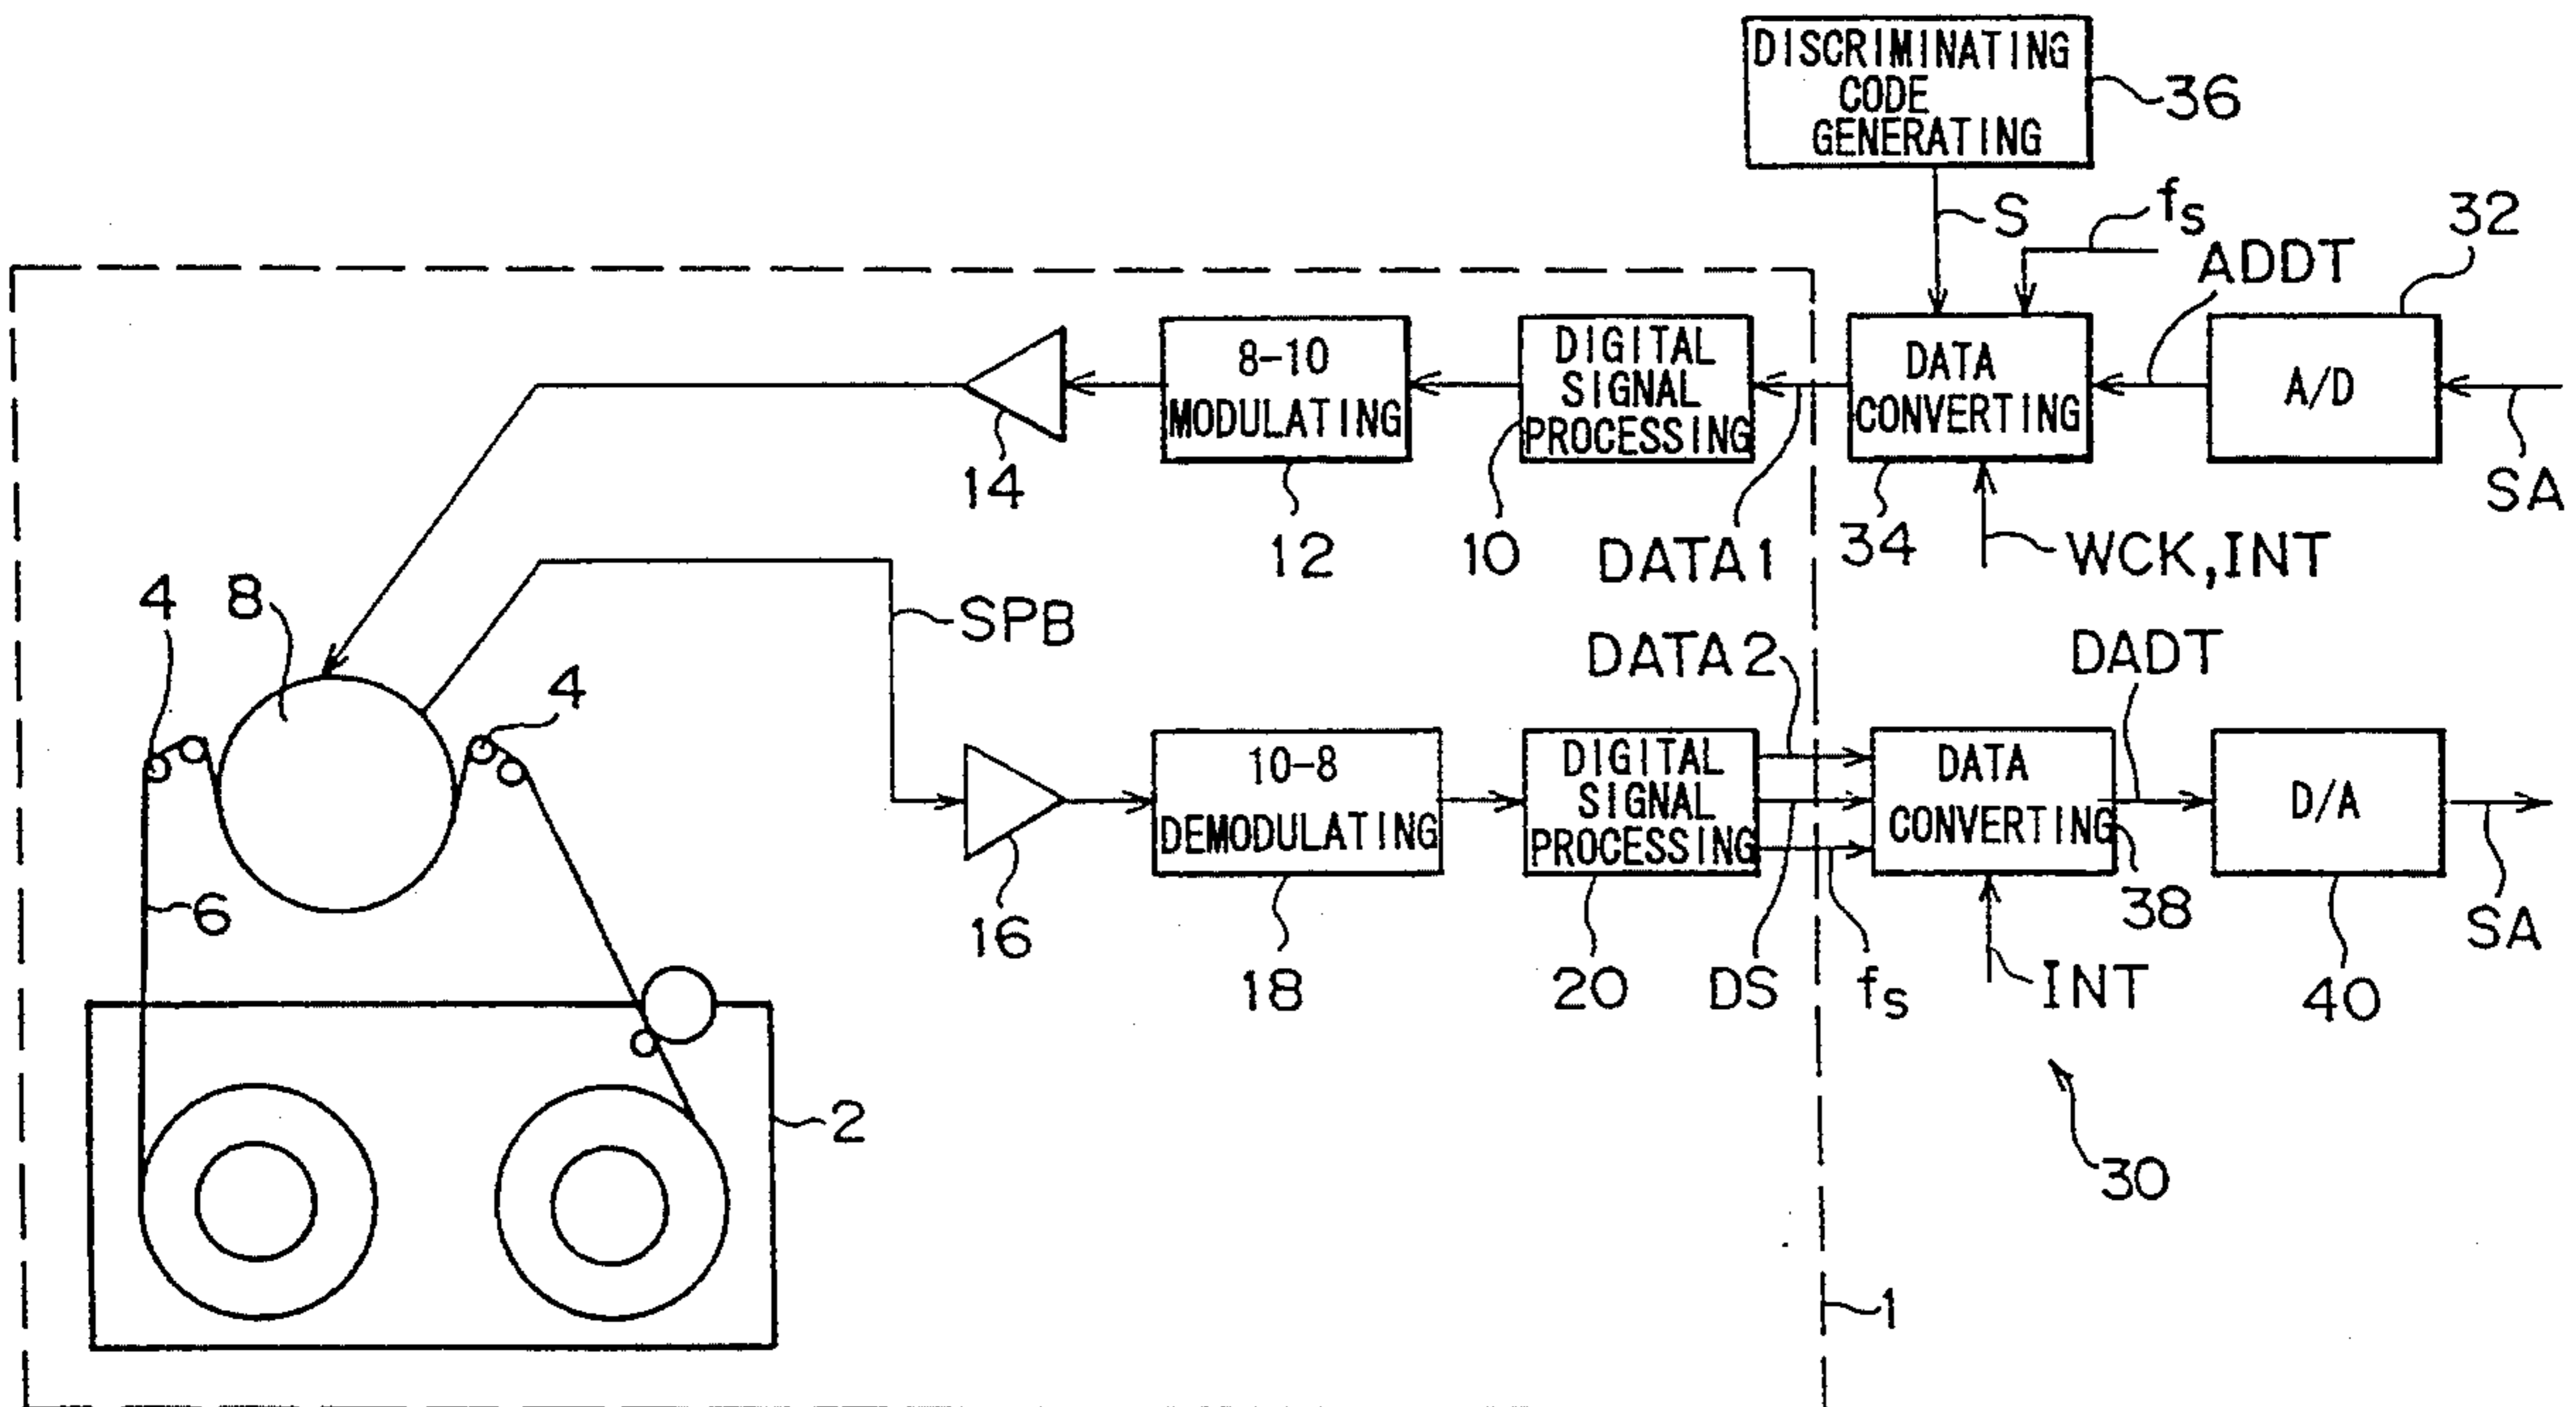 DISCRIMINATING
CODE
GENERATING
36
S
fs
ADDT
32
8-10
MODULATING
DIGITAL
SIGNAL
PROCESSING
DATA
CONVERTING
A/D
14
12
10
DATA1
34
WCK,INT
SA
4
8
SPB
4
DATA2
DADT
10-8
DEMODULATING
DIGITAL
SIGNAL
PROCESSING
DATA
CONVERTING
D/A
6
16
18
20
DS
fs
INT
38
40
SA
2
30
1